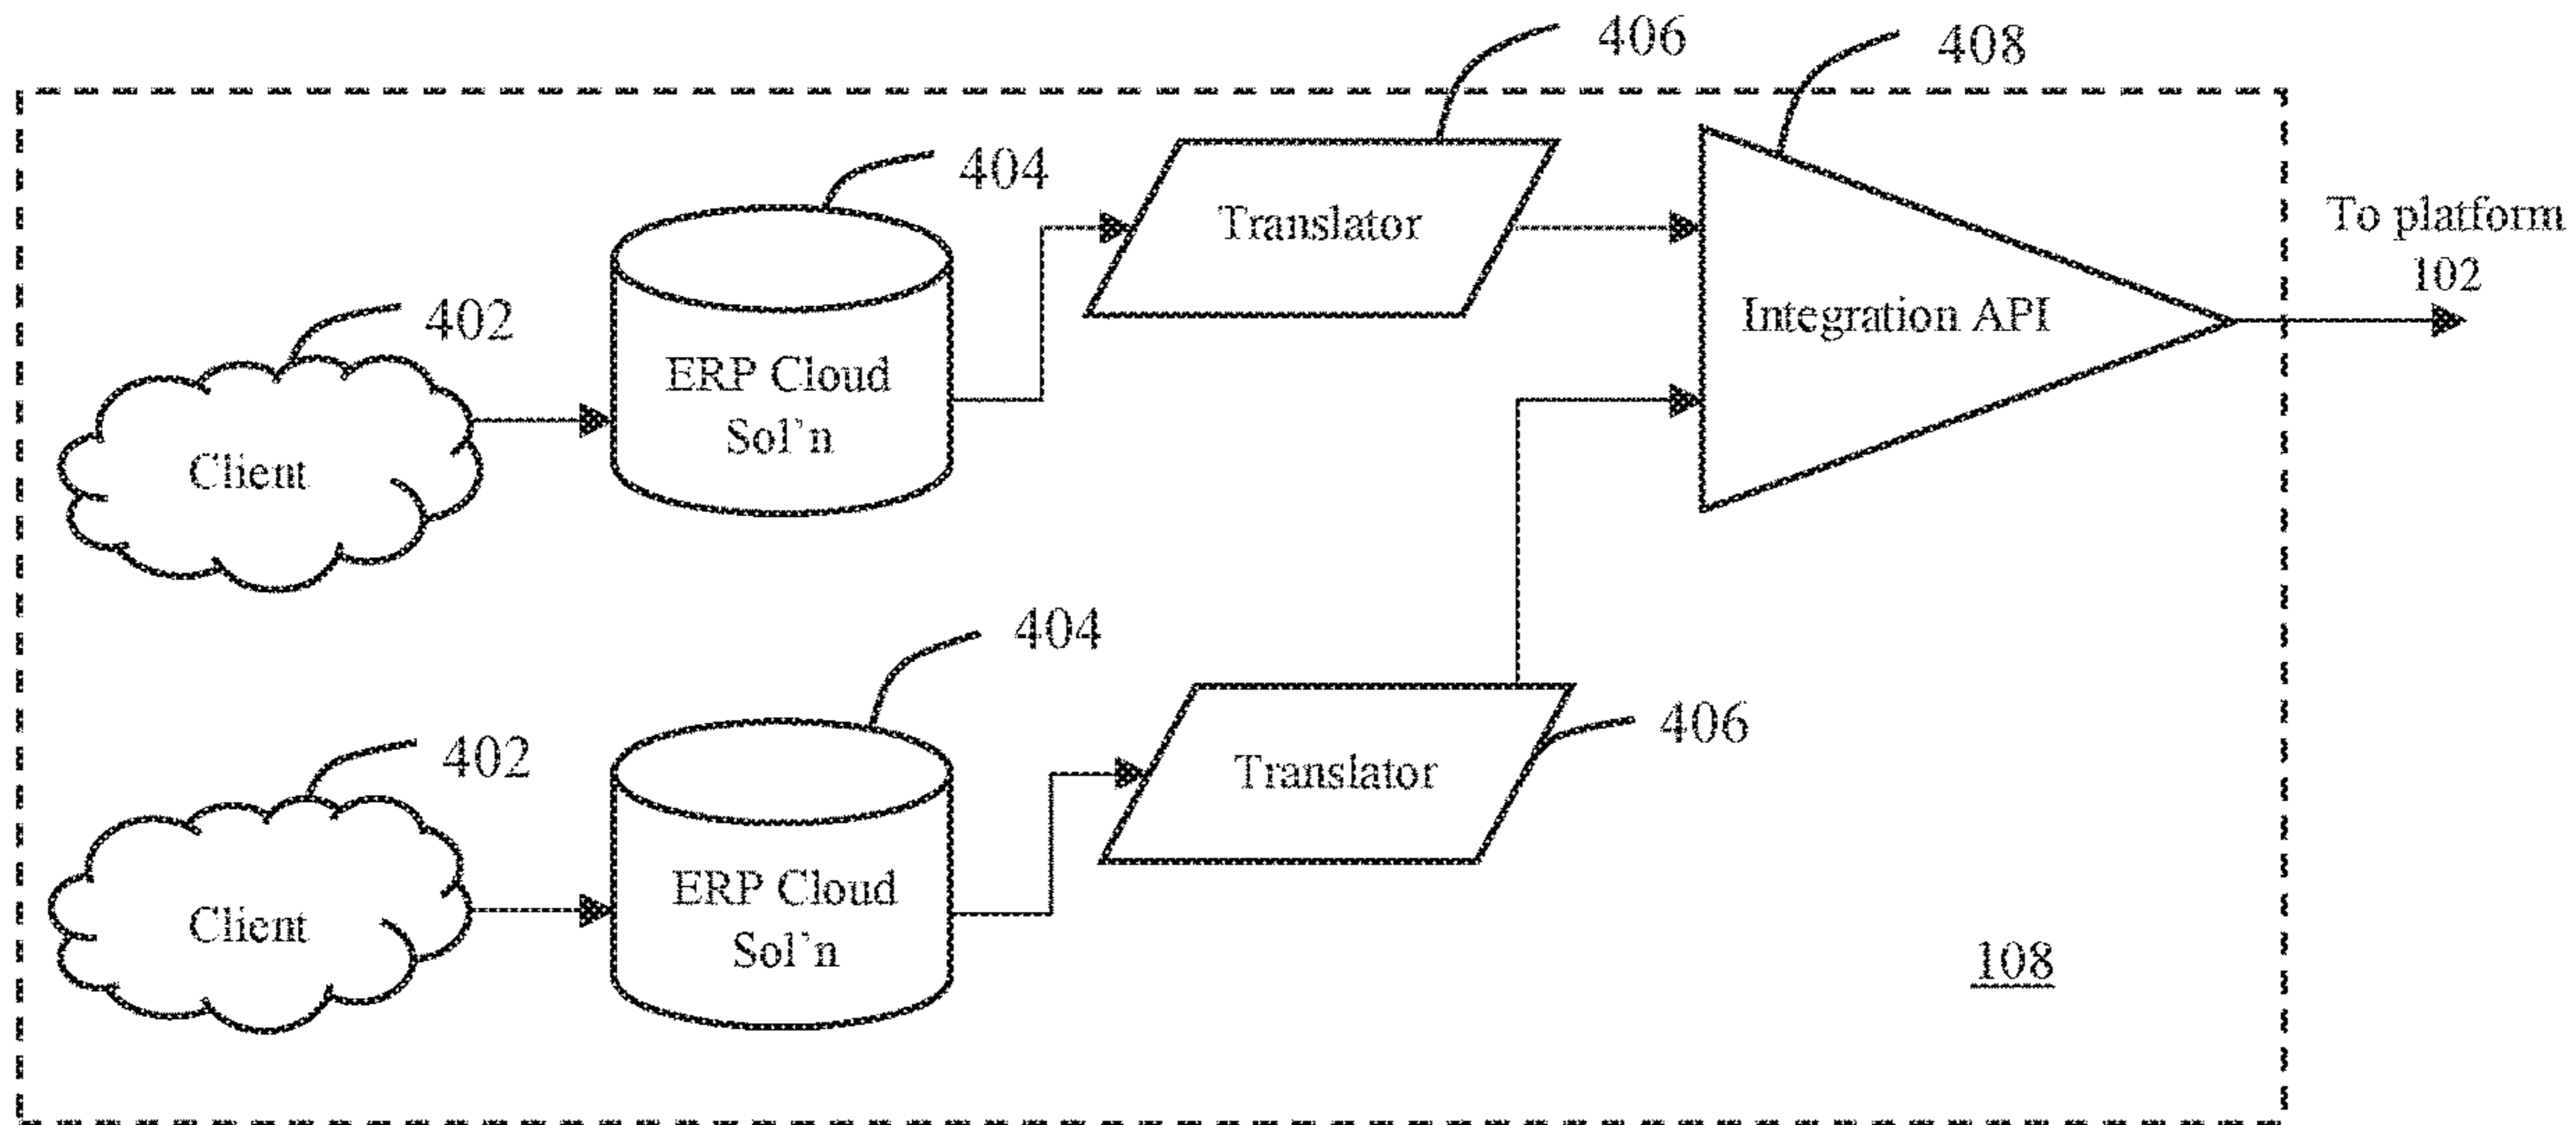 406
408
404
Translator
To platform
102
402
Integration API
ERP Cloud
Sol'n
Client
404
406
402
Translator
ERP Cloud
Sol'n
Client
108